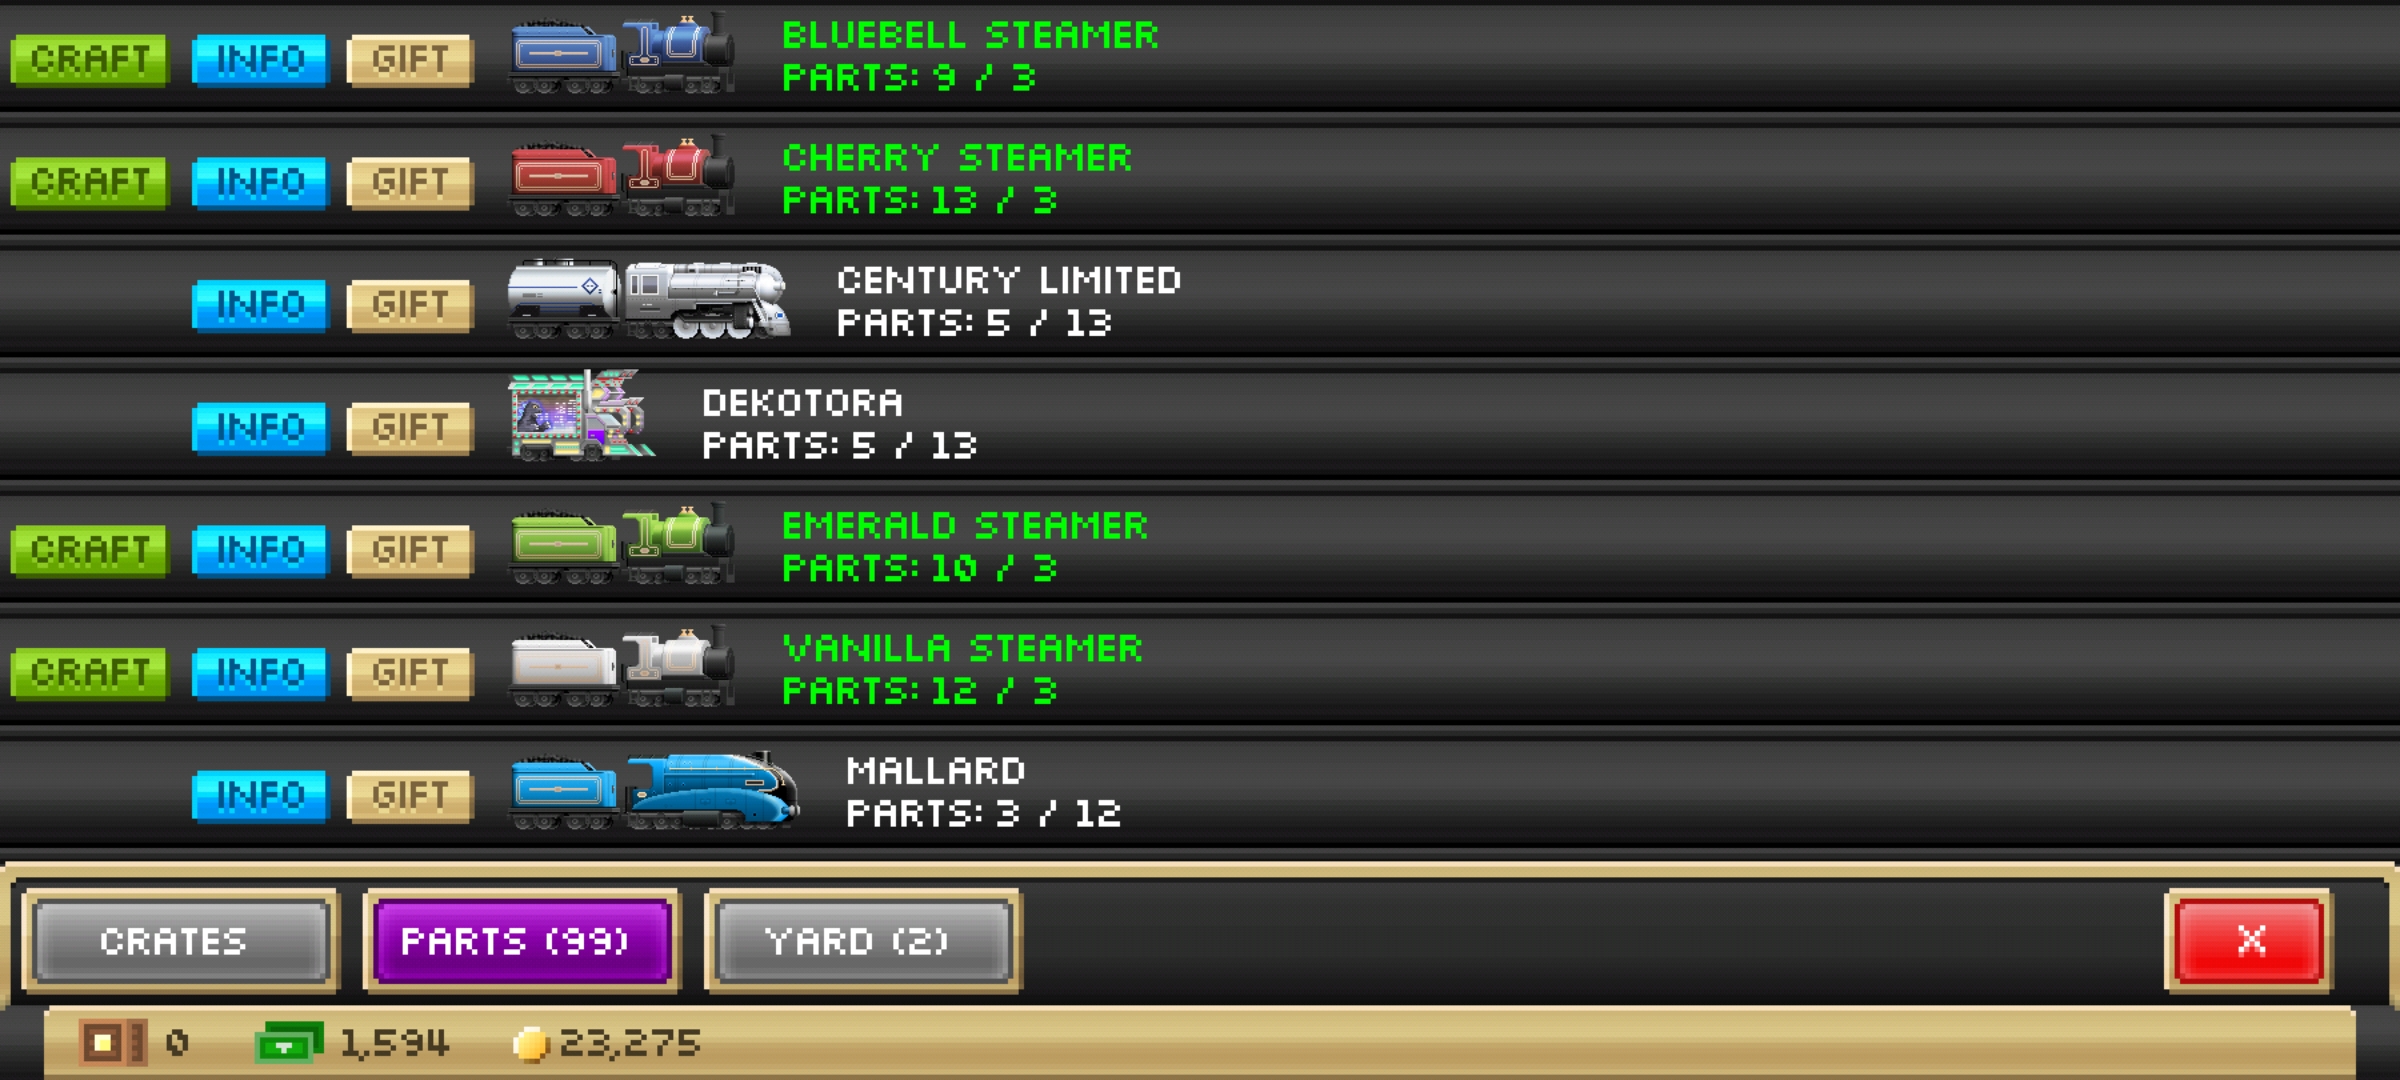 CRAFT INFO GIFT BLUEBELL STEAMER
PARTS: 9 / 3
CRAFT INFO GIFT CHERRY STEAMER
PARTS: 13 / 3
INFO GIFT CENTURY LIMITED
PARTS: 5 / 13
INFO GIFT DEKOTORA
PARTS: 5 / 13
CRAFT INFO GIFT EMERALD STEAMER
PARTS: 10 / 3
CRAFT INFO GIFT VANILLA STEAMER
PARTS: 12 / 3
INFO GIFT MALLARD
PARTS: 3 / 12
CRATES PARTS (99) YARD (2) X
0 1,594 23,275